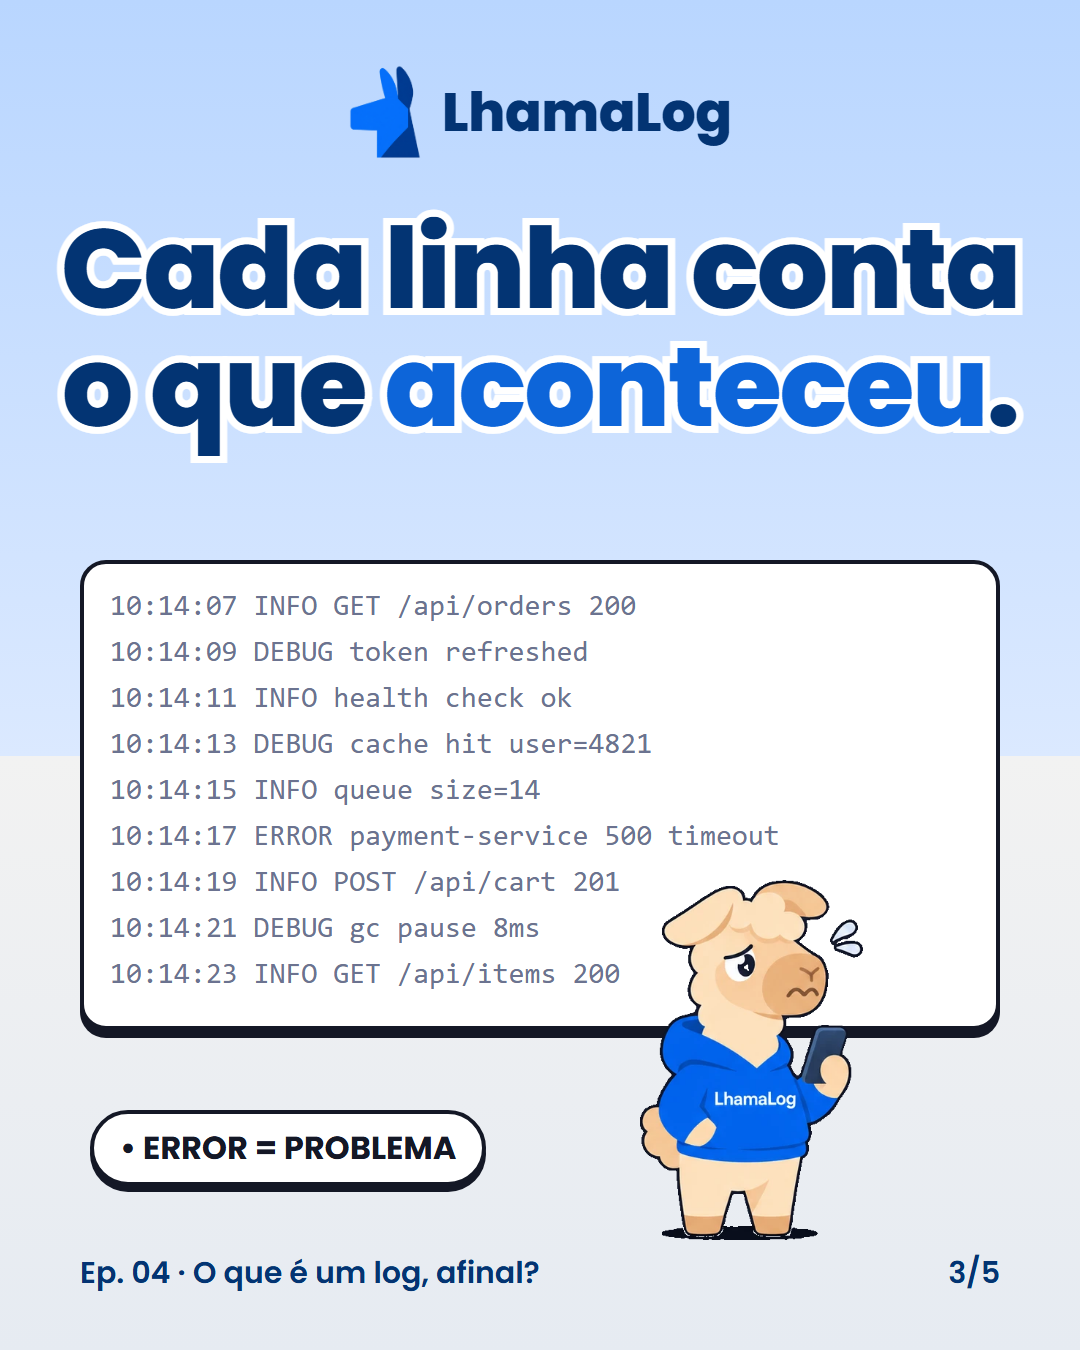 LhamaLog
Cada linha conta
o que aconteceu.
10:14:07 INFO GET /api/orders 200
10:14:09 DEBUG token refreshed
10:14:11 INFO health check ok
10:14:13 DEBUG cache hit user=4821
10:14:15 INFO queue size=14
10:14:17 ERROR payment-service 500 timeout
10:14:19 INFO POST /api/cart 201
10:14:21 DEBUG gc pause 8ms
10:14:23 INFO GET /api/items 200
LhamaLog
• ERROR = PROBLEMA
Ep. 04 · O que é um log, afinal?
3/5